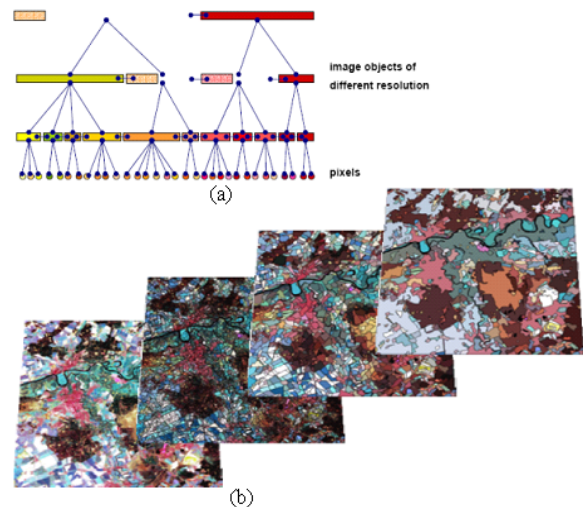 image objects of
different resolution
pixels
(a)
(b)